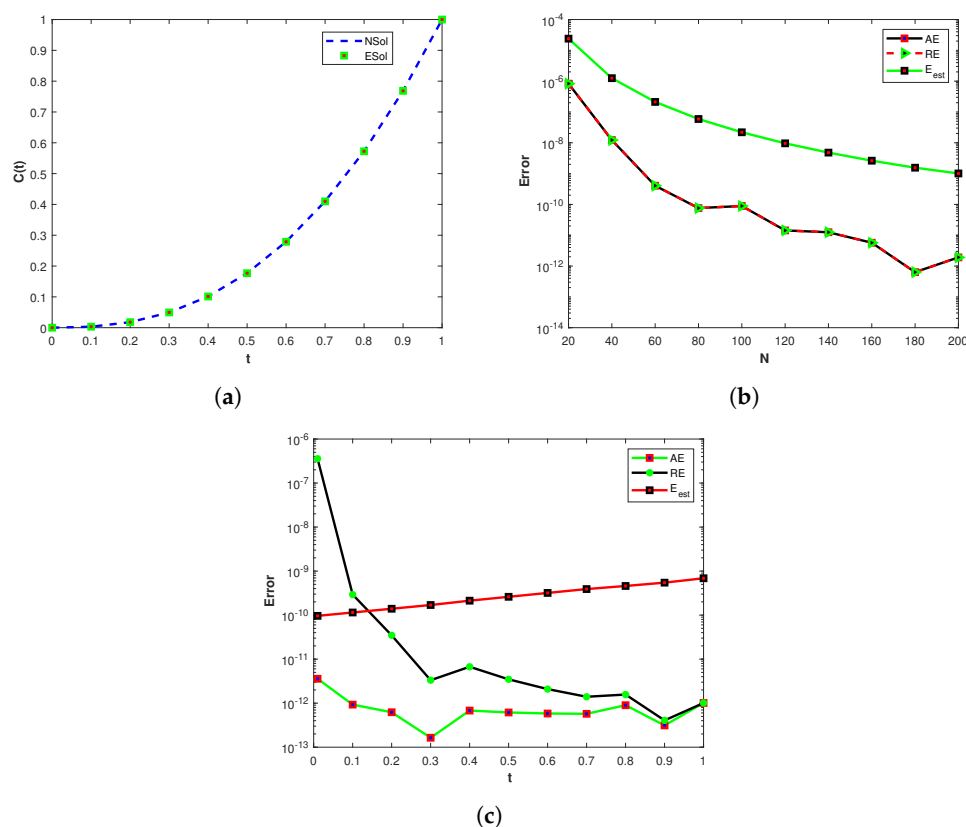 1
0.9
0.8
0.7
0.6
0.5
0.4
0.3
0.2
0.1
0
C(t)
NSol
ESol
0 0.1 0.2 0.3 0.4 0.5 0.6 0.7 0.8 0.9 1
t
(a)
10^-4
10^-6
10^-8
10^-10
10^-12
10^-14
Error
AE
RE
E_est
20 40 60 80 100 120 140 160 180 200
N
(b)
10^-6
10^-7
10^-8
10^-9
10^-10
10^-11
10^-12
10^-13
Error
AE
RE
E_est
0 0.1 0.2 0.3 0.4 0.5 0.6 0.7 0.8 0.9 1
t
(c)